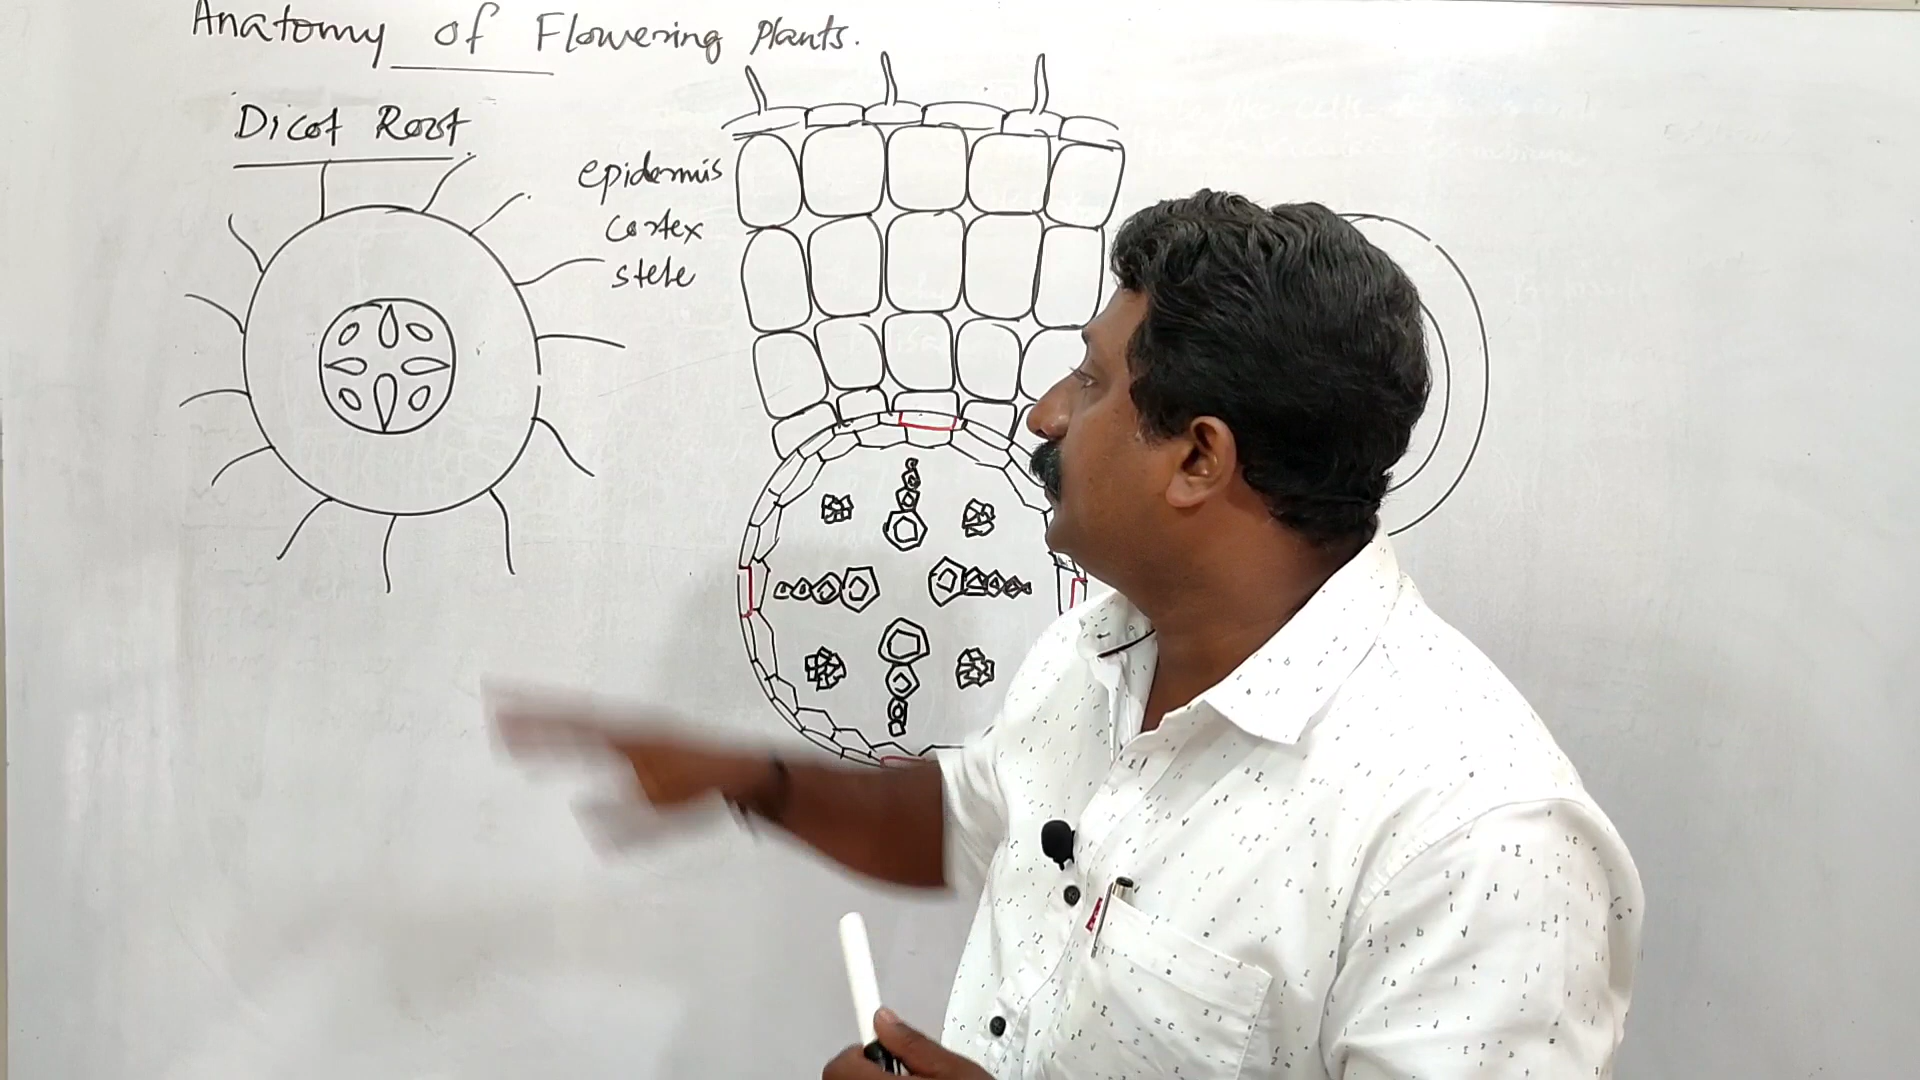 Anatomy of Flowering Plants.
Dicot Root
epidermis
cortex
stele